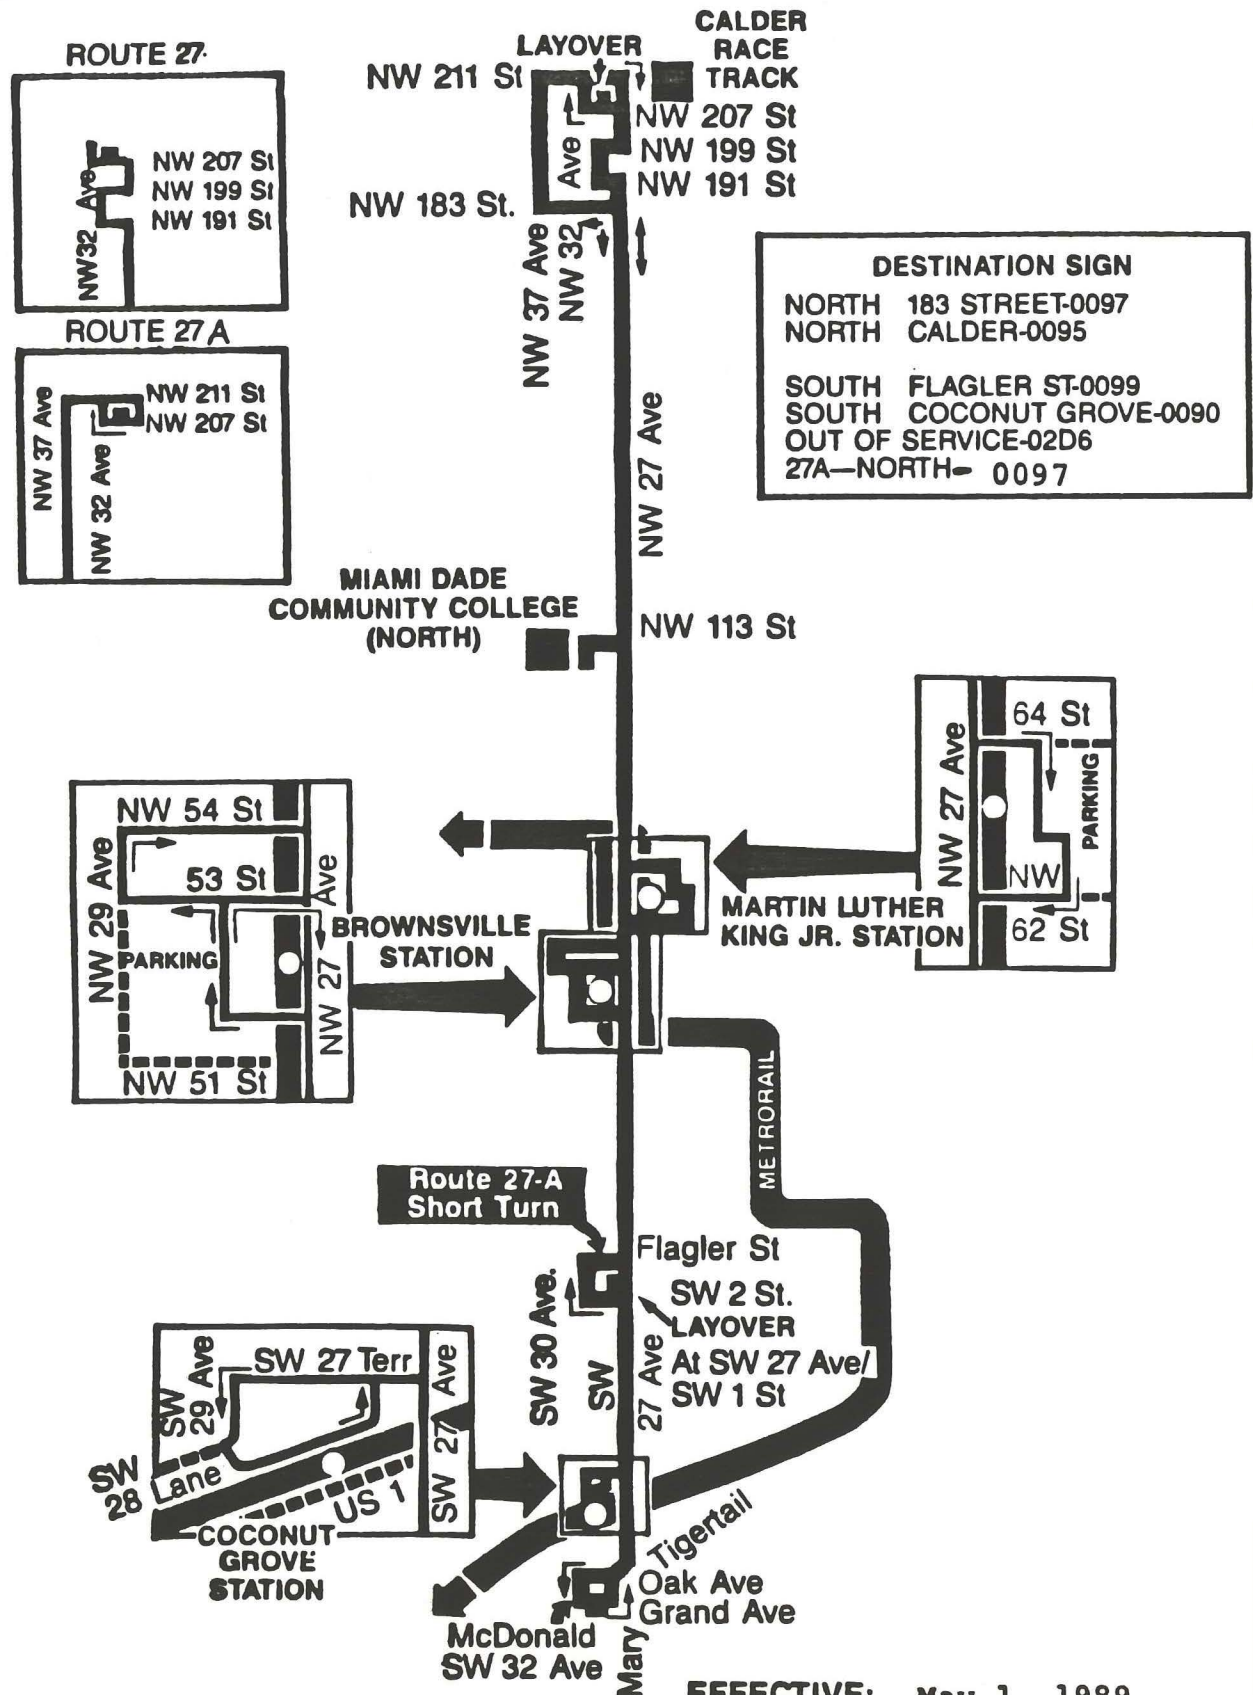 ROUTE 27
NW 207 St
NW 199 St
NW 191 St
NW 32 Ave
ROUTE 27A
NW 211 St
NW 207 St
NW 37 Ave
NW 32 Ave
LAYOVER
CALDER
RACE
TRACK
NW 211 St
NW 207 St
NW 199 St
NW 191 St
Ave
NW 183 St.
NW 37 Ave
NW 32
NW 27 Ave
DESTINATION SIGN
NORTH 183 STREET-0097
NORTH CALDER-0095
SOUTH FLAGLER ST-0099
SOUTH COCONUT GROVE-0090
OUT OF SERVICE-02D6
27A—NORTH- 0097
MIAMI DADE
COMMUNITY COLLEGE
(NORTH)
NW 113 St
64 St
NW 27 Ave
PARKING
NW
62 St
MARTIN LUTHER
KING JR. STATION
NW 54 St
53 St
NW 29 Ave
PARKING
NW 27 Ave
NW 51 St
BROWNSVILLE
STATION
METRORAIL
Route 27-A
Short Turn
Flagler St
SW 2 St.
LAYOVER
At SW 27 Ave/
SW 1 St
SW 30 Ave.
SW 27 Ave
SW 29 Ave
SW 27 Terr
SW 27 Ave
SW 28 Lane
US 1
COCONUT
GROVE
STATION
Tigertail
Oak Ave
Grand Ave
McDonald
SW 32 Ave
Mary
EFFECTIVE: May 1, 1989